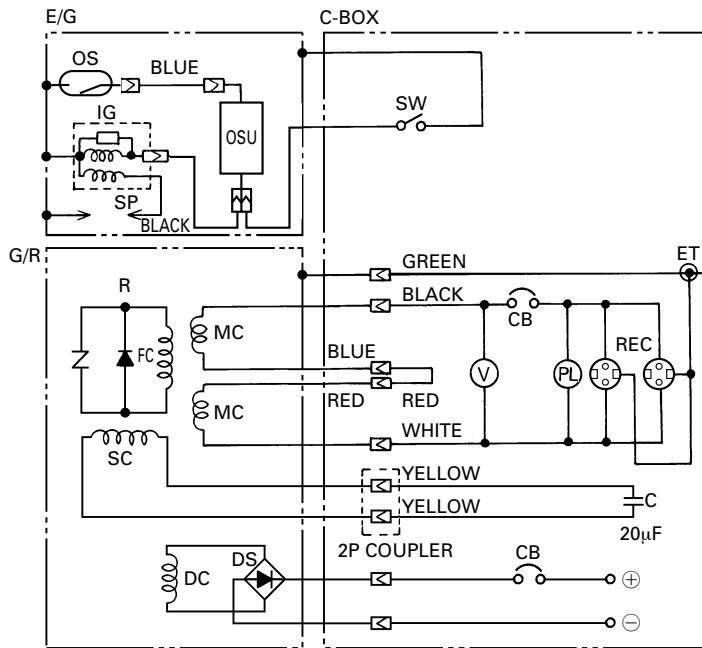 E/G
C-BOX
OS
BLUE
SW
IG
OSU
SP
BLACK
G/R
GREEN
ET
R
BLACK
MC
CB
FC
REC
BLUE
V
PL
MC
RED
RED
WHITE
SC
YELLOW
YELLOW
C
2P COUPLER
20µF
DS
CB
DC
+
−